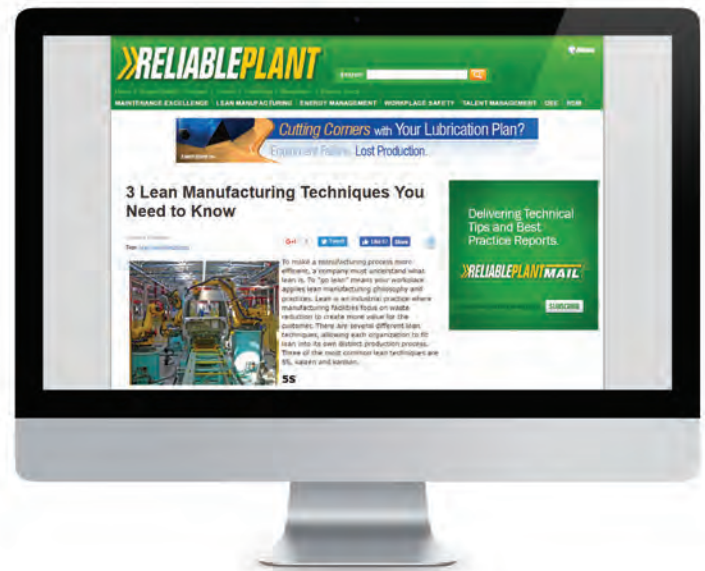 RELIABLEPLANT
MAINTENANCE EXCELLENCE LEAN MANUFACTURING ENERGY MANAGEMENT WORKPLACE SAFETY TALENT MANAGEMENT OEE RCM
Cutting Corners with Your Lubrication Plan?
Equipment Failure. Lost Production.
3 Lean Manufacturing Techniques You
Need to Know
Tweet Like Share
To make a manufacturing process more
efficient, a company must understand what
lean is. To "go lean" means your workplace
applies lean manufacturing philosophy and
practices. Lean is an industrial practice where
manufacturing facilities focus on waste
reduction to create more value for the
customer. There are several different lean
techniques, allowing each organization to fit
lean into its own distinct production process.
Three of the most common lean techniques are
5S, kaizen and kanban.
5S
Delivering Technical
Tips and Best
Practice Reports.
RELIABLEPLANTMAIL
SUBSCRIBE